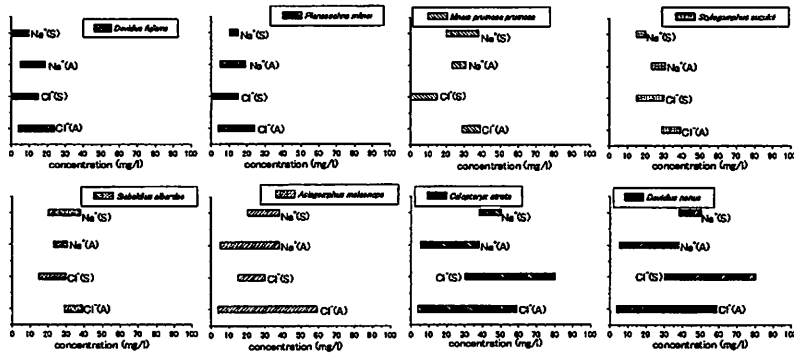 Davidus fujiama
Na⁺(S)
Na⁺(A)
Cl⁻(S)
Cl⁻(A)
0 10 20 30 40 50 60 70 80 90 100
concentration (mg/l)
Planaeschna milnei
Na⁺(S)
Na⁺(A)
Cl⁻(S)
Cl⁻(A)
0 10 20 30 40 50 60 70 80 90 100
concentration (mg/l)
Mnais pruinosa pruinosa
Na⁺(S)
Na⁺(A)
Cl⁻(S)
Cl⁻(A)
0 10 20 30 40 50 60 70 80 90 100
concentration (mg/l)
Stylogomphus suzukii
Na⁺(S)
Na⁺(A)
Cl⁻(S)
Cl⁻(A)
0 10 20 30 40 50 60 70 80 90 100
concentration (mg/l)
Sieboldius albardae
Na⁺(S)
Na⁺(A)
Cl⁻(S)
Cl⁻(A)
0 10 20 30 40 50 60 70 80 90 100
concentration (mg/l)
Asiagomphus melaenops
Na⁺(S)
Na⁺(A)
Cl⁻(S)
Cl⁻(A)
0 10 20 30 40 50 60 70 80 90 100
concentration (mg/l)
Calopteryx atrata
Na⁺(S)
Na⁺(A)
Cl⁻(S)
Cl⁻(A)
0 10 20 30 40 50 60 70 80 90 100
concentration (mg/l)
Davidus nanus
Na⁺(S)
Na⁺(A)
Cl⁻(S)
Cl⁻(A)
0 10 20 30 40 50 60 70 80 90 100
concentration (mg/l)